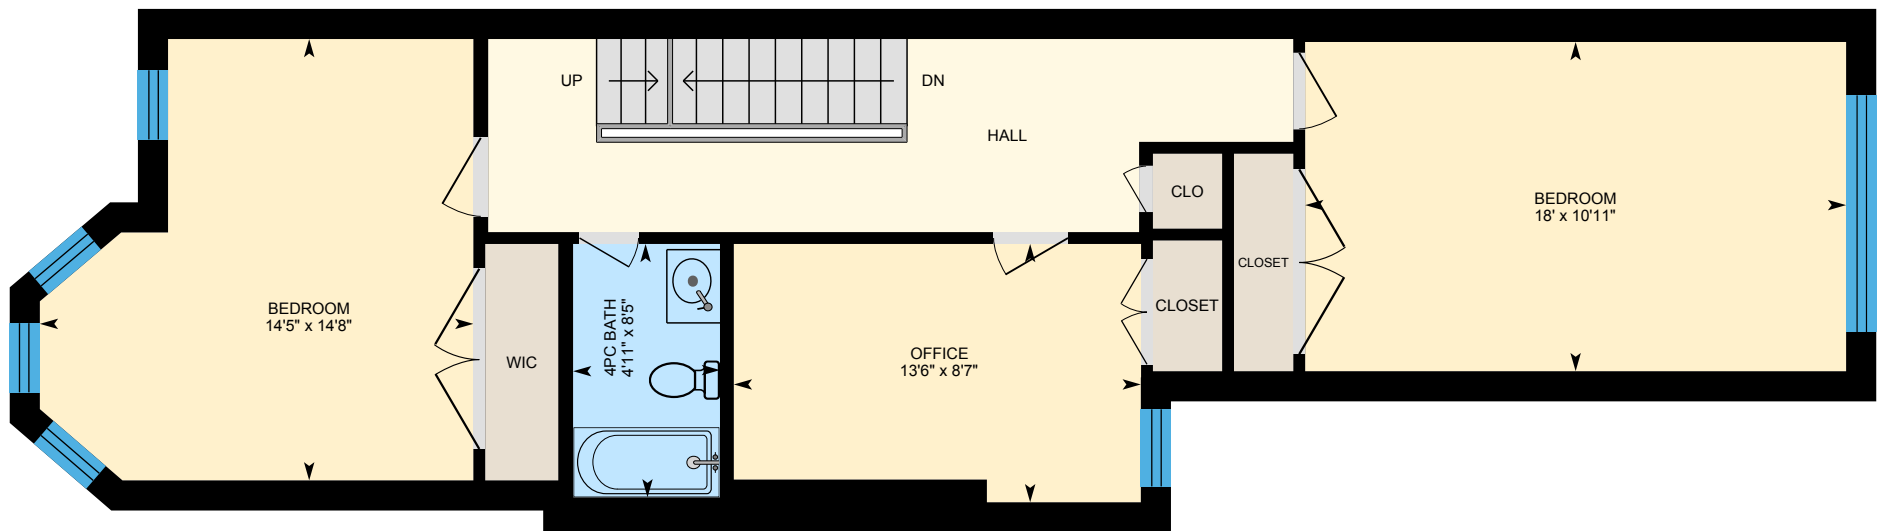 UP
DN
HALL
CLO
BEDROOM
18' x 10'11"
CLOSET
BEDROOM
14'5" x 14'8"
WIC
4PC BATH
4'11" x 8'5"
OFFICE
13'6" x 8'7"
CLOSET